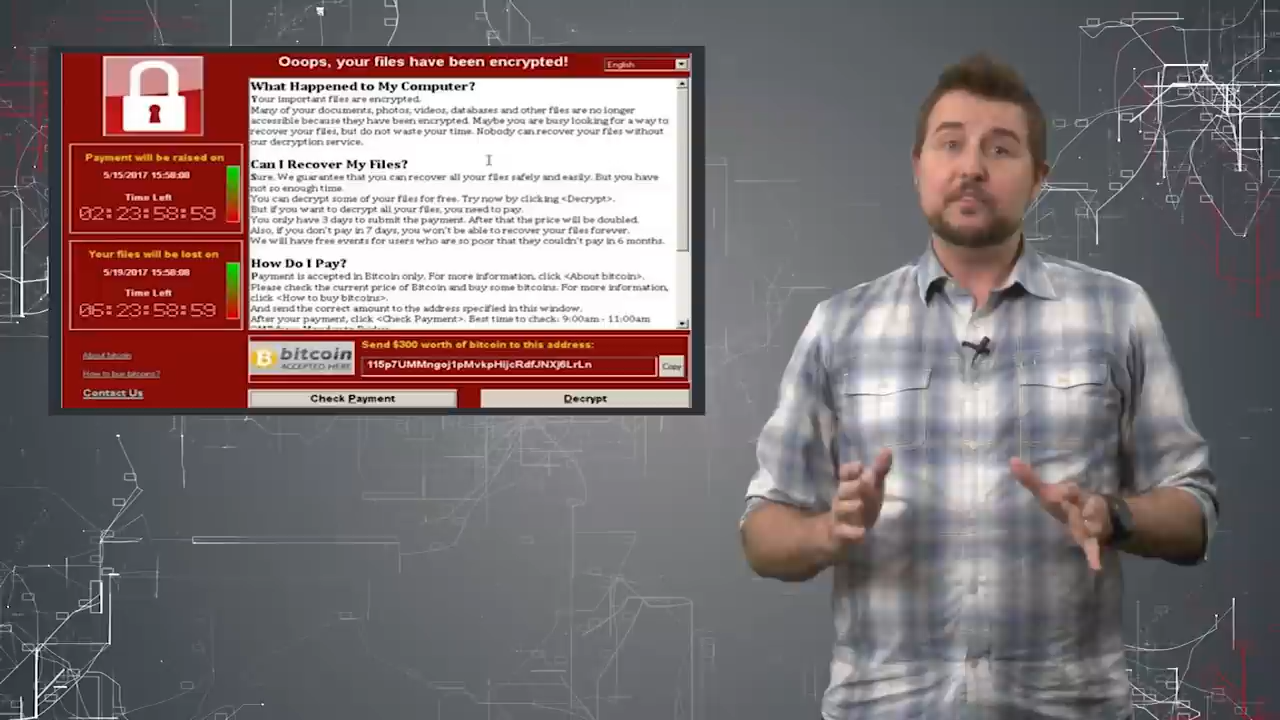 Ooops, your files have been encrypted!
English
Payment will be raised on
5/15/2017 15:58:08
Time Left
02:23:58:59
Your files will be lost on
5/19/2017 15:58:08
Time Left
06:23:58:59
About bitcoin
How to buy bitcoins?
Contact Us
What Happened to My Computer?
Your important files are encrypted.
Many of your documents, photos, videos, databases and other files are no longer
accessible because they have been encrypted. Maybe you are busy looking for a way to
recover your files, but do not waste your time. Nobody can recover your files without
our decryption service.
Can I Recover My Files?
Sure. We guarantee that you can recover all your files safely and easily. But you have
not so enough time.
You can decrypt some of your files for free. Try now by clicking <Decrypt>.
But if you want to decrypt all your files, you need to pay.
You only have 3 days to submit the payment. After that the price will be doubled.
Also, if you don't pay in 7 days, you won't be able to recover your files forever.
We will have free events for users who are so poor that they couldn't pay in 6 months.
How Do I Pay?
Payment is accepted in Bitcoin only. For more information, click <About bitcoin>.
Please check the current price of Bitcoin and buy some bitcoins. For more information,
click <How to buy bitcoins>.
And send the correct amount to the address specified in this window.
After your payment, click <Check Payment>. Best time to check: 9:00am - 11:00am
bitcoin
ACCEPTED HERE
Send $300 worth of bitcoin to this address:
115p7UMMngoj1pMvkpHijcRdfJNXj6LrLn
Copy
Check Payment
Decrypt